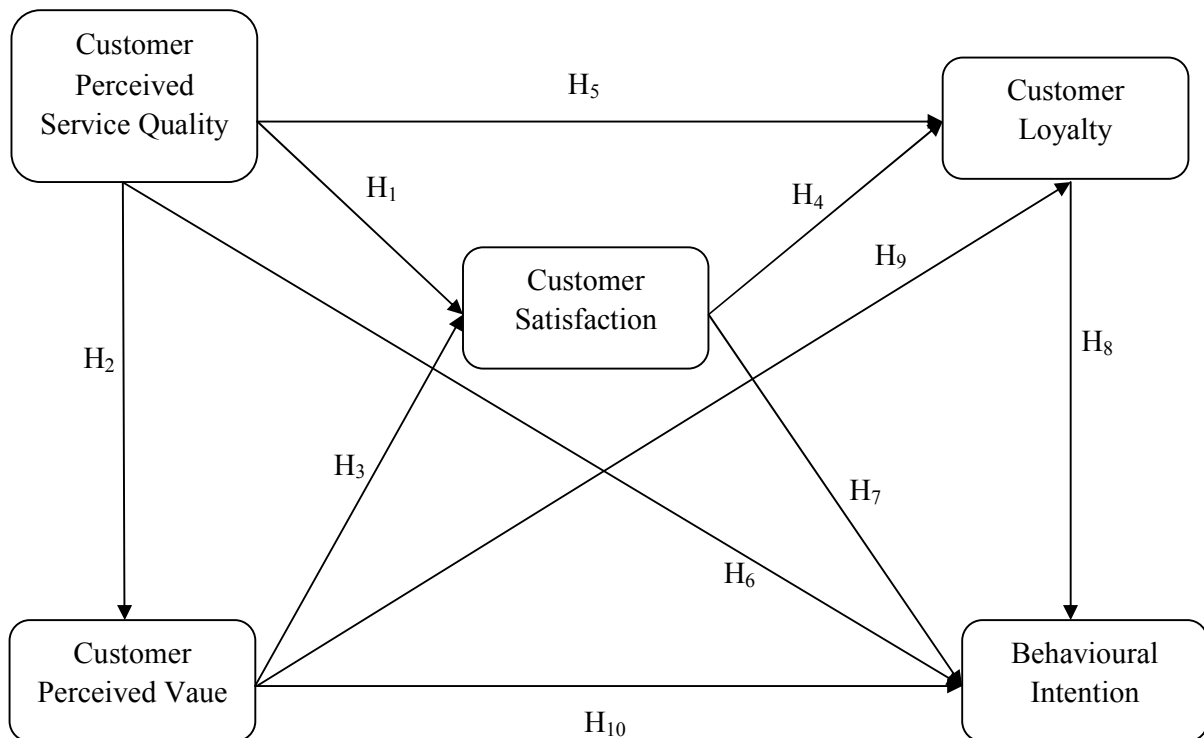 Customer
Perceived
Service Quality
H5
Customer
Loyalty
H1
H4
H9
Customer
Satisfaction
H2
H8
H3
H7
H6
Customer
Perceived Vaue
Behavioural
Intention
H10